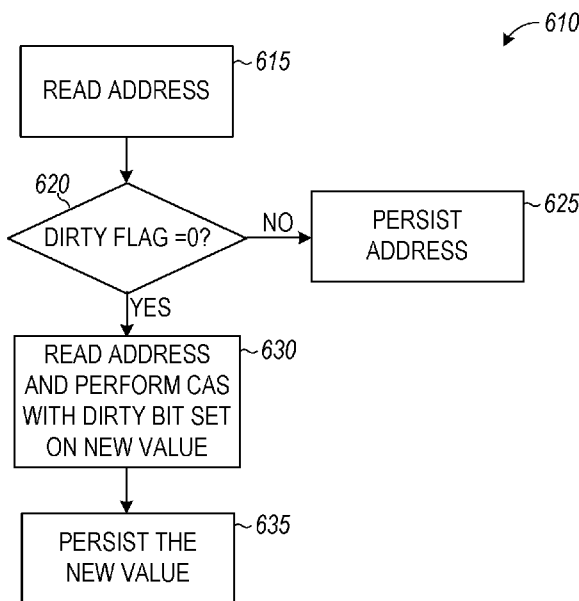 610
615
READ ADDRESS
620
DIRTY FLAG =0?
NO
625
PERSIST
ADDRESS
YES
630
READ ADDRESS
AND PERFORM CAS
WITH DIRTY BIT SET
ON NEW VALUE
635
PERSIST THE
NEW VALUE